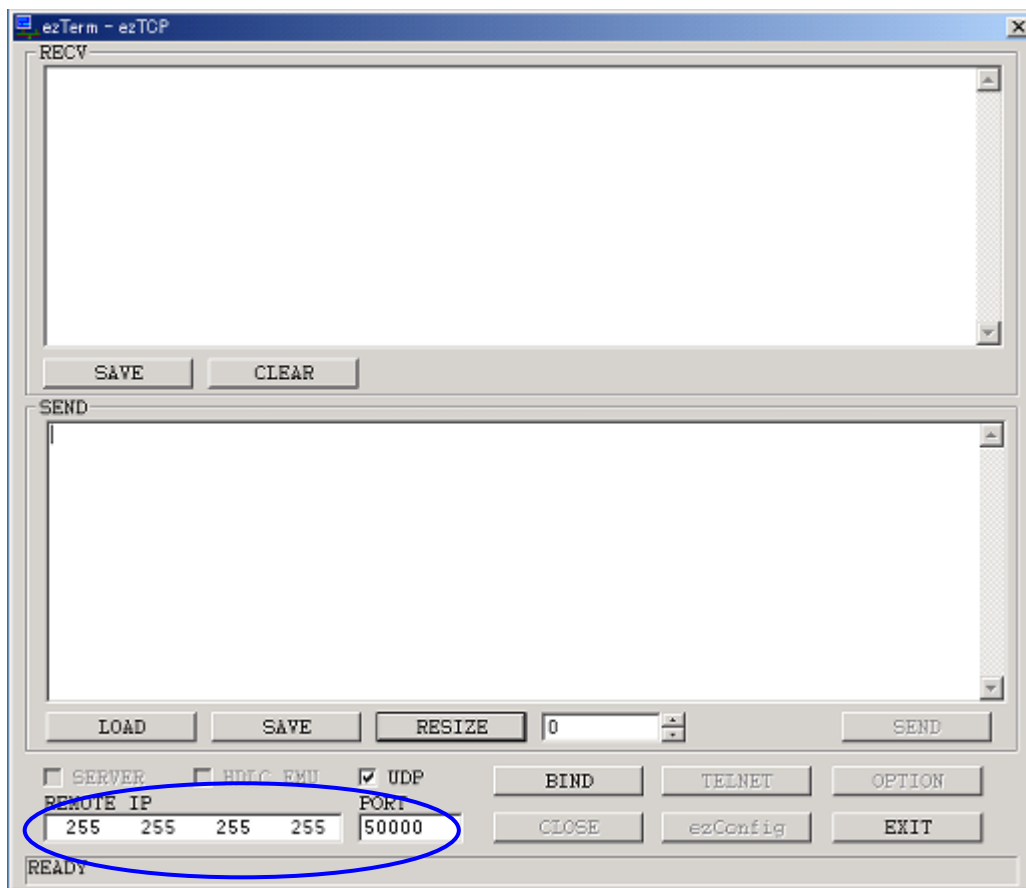 ezTerm - ezTCP
RECV
SAVE CLEAR
SEND
LOAD SAVE RESIZE 0 SEND
SERVER HDLC EMU UDP BIND TELNET OPTION
REMOTE IP PORT
255 255 255 255 50000 CLOSE ezConfig EXIT
READY